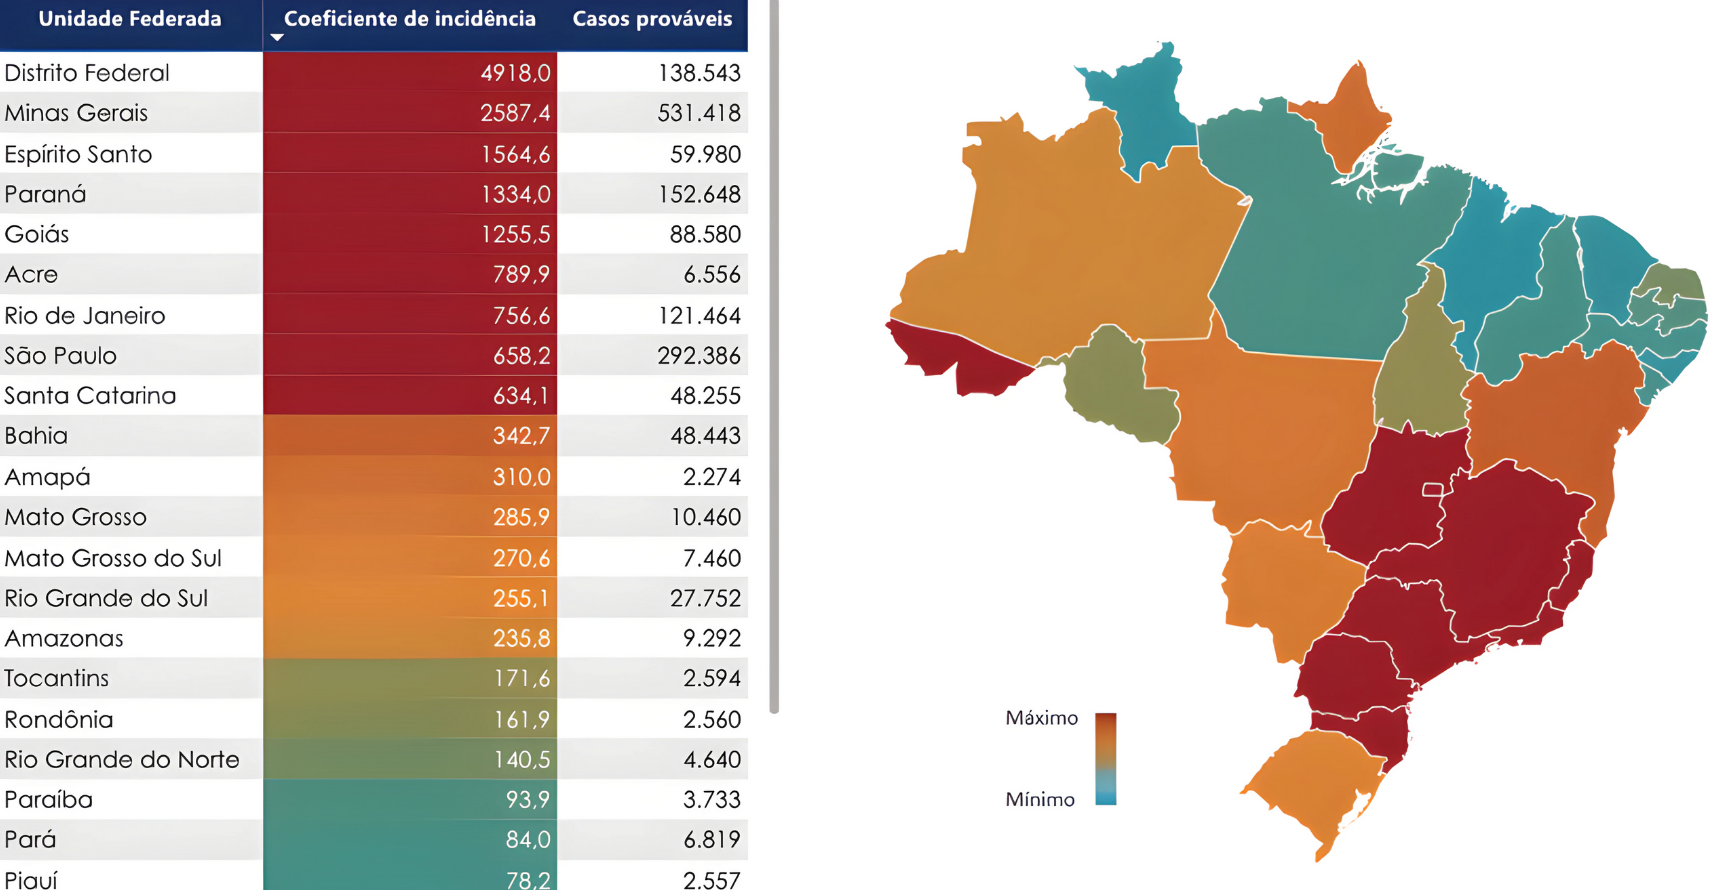 Unidade Federada Coeficiente de incidência Casos prováveis
Distrito Federal 4918,0 138.543
Minas Gerais 2587,4 531.418
Espírito Santo 1564,6 59.980
Paraná 1334,0 152.648
Goiás 1255,5 88.580
Acre 789,9 6.556
Rio de Janeiro 756,6 121.464
São Paulo 658,2 292.386
Santa Catarina 634,1 48.255
Bahia 342,7 48.443
Amapá 310,0 2.274
Mato Grosso 285,9 10.460
Mato Grosso do Sul 270,6 7.460
Rio Grande do Sul 255,1 27.752
Amazonas 235,8 9.292
Tocantins 171,6 2.594
Rondônia 161,9 2.560
Rio Grande do Norte 140,5 4.640
Paraíba 93,9 3.733
Pará 84,0 6.819
Piauí 78,2 2.557
Máximo
Mínimo